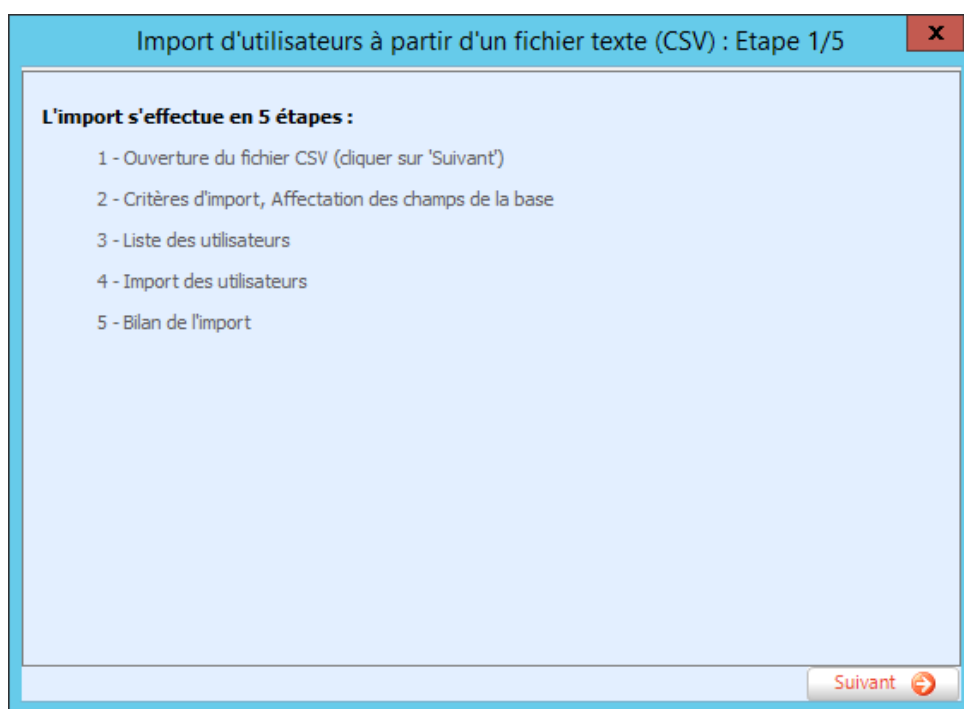 Import d'utilisateurs à partir d'un fichier texte (CSV) : Etape 1/5
x
L'import s'effectue en 5 étapes :
1 - Ouverture du fichier CSV (cliquer sur 'Suivant')
2 - Critères d'import, Affectation des champs de la base
3 - Liste des utilisateurs
4 - Import des utilisateurs
5 - Bilan de l'import
Suivant